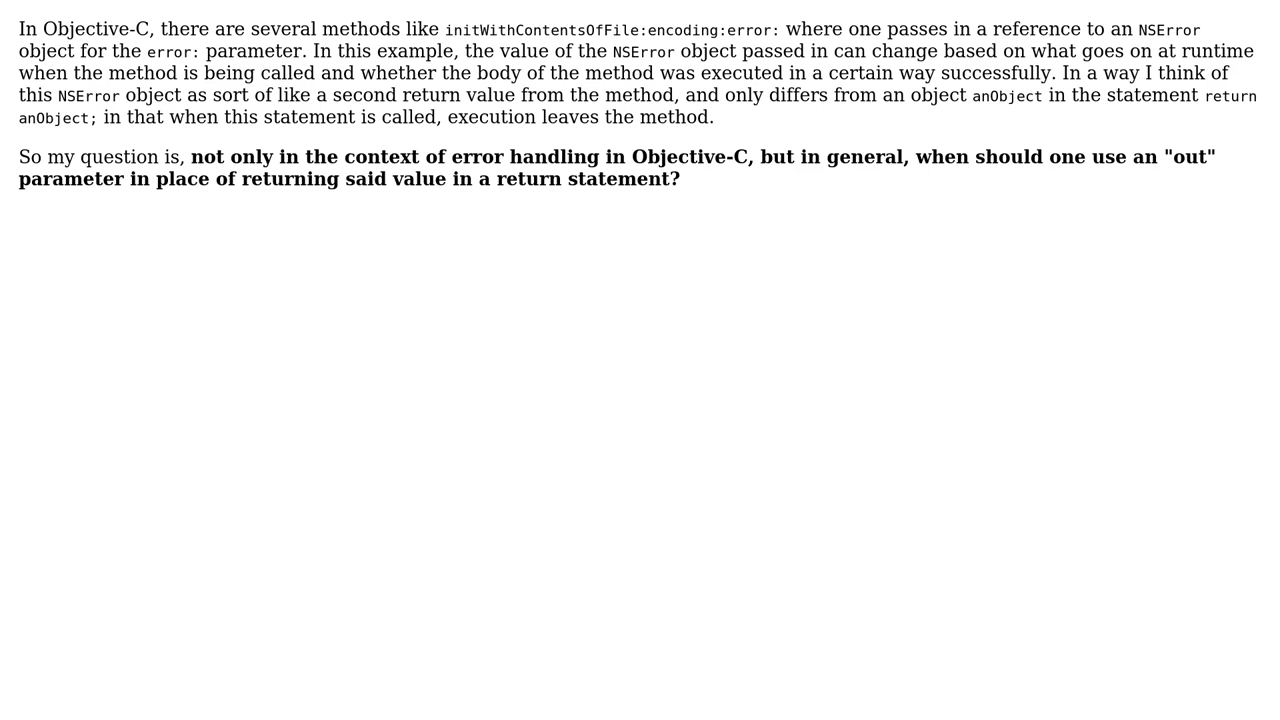 In Objective-C, there are several methods like initWithContentsOfFile:encoding:error: where one passes in a reference to an NSError
object for the error: parameter. In this example, the value of the NSError object passed in can change based on what goes on at runtime
when the method is being called and whether the body of the method was executed in a certain way successfully. In a way I think of
this NSError object as sort of like a second return value from the method, and only differs from an object anObject in the statement return
anObject; in that when this statement is called, execution leaves the method.
So my question is, not only in the context of error handling in Objective-C, but in general, when should one use an "out"
parameter in place of returning said value in a return statement?